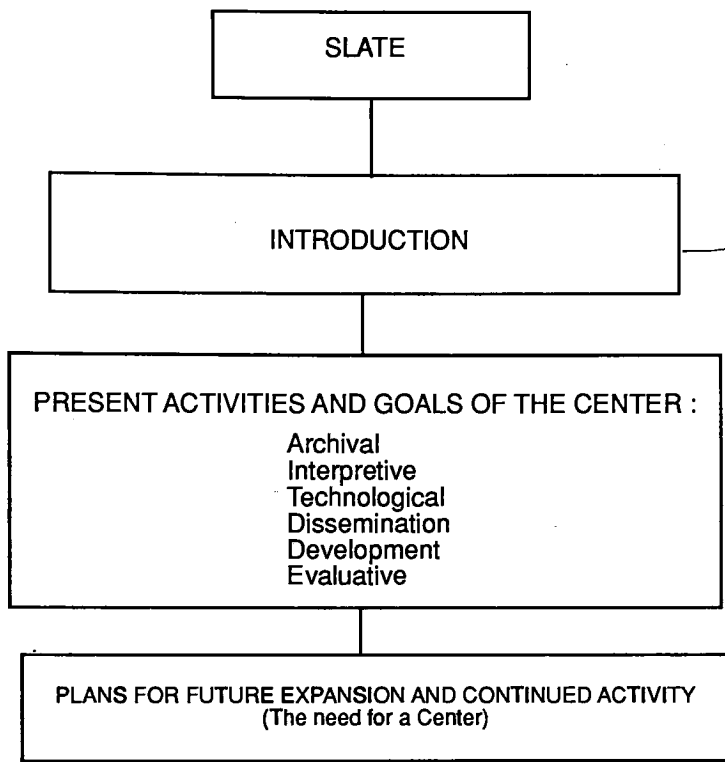 SLATE
INTRODUCTION
PRESENT ACTIVITIES AND GOALS OF THE CENTER :
Archival
Interpretive
Technological
Dissemination
Development
Evaluative
PLANS FOR FUTURE EXPANSION AND CONTINUED ACTIVITY
(The need for a Center)